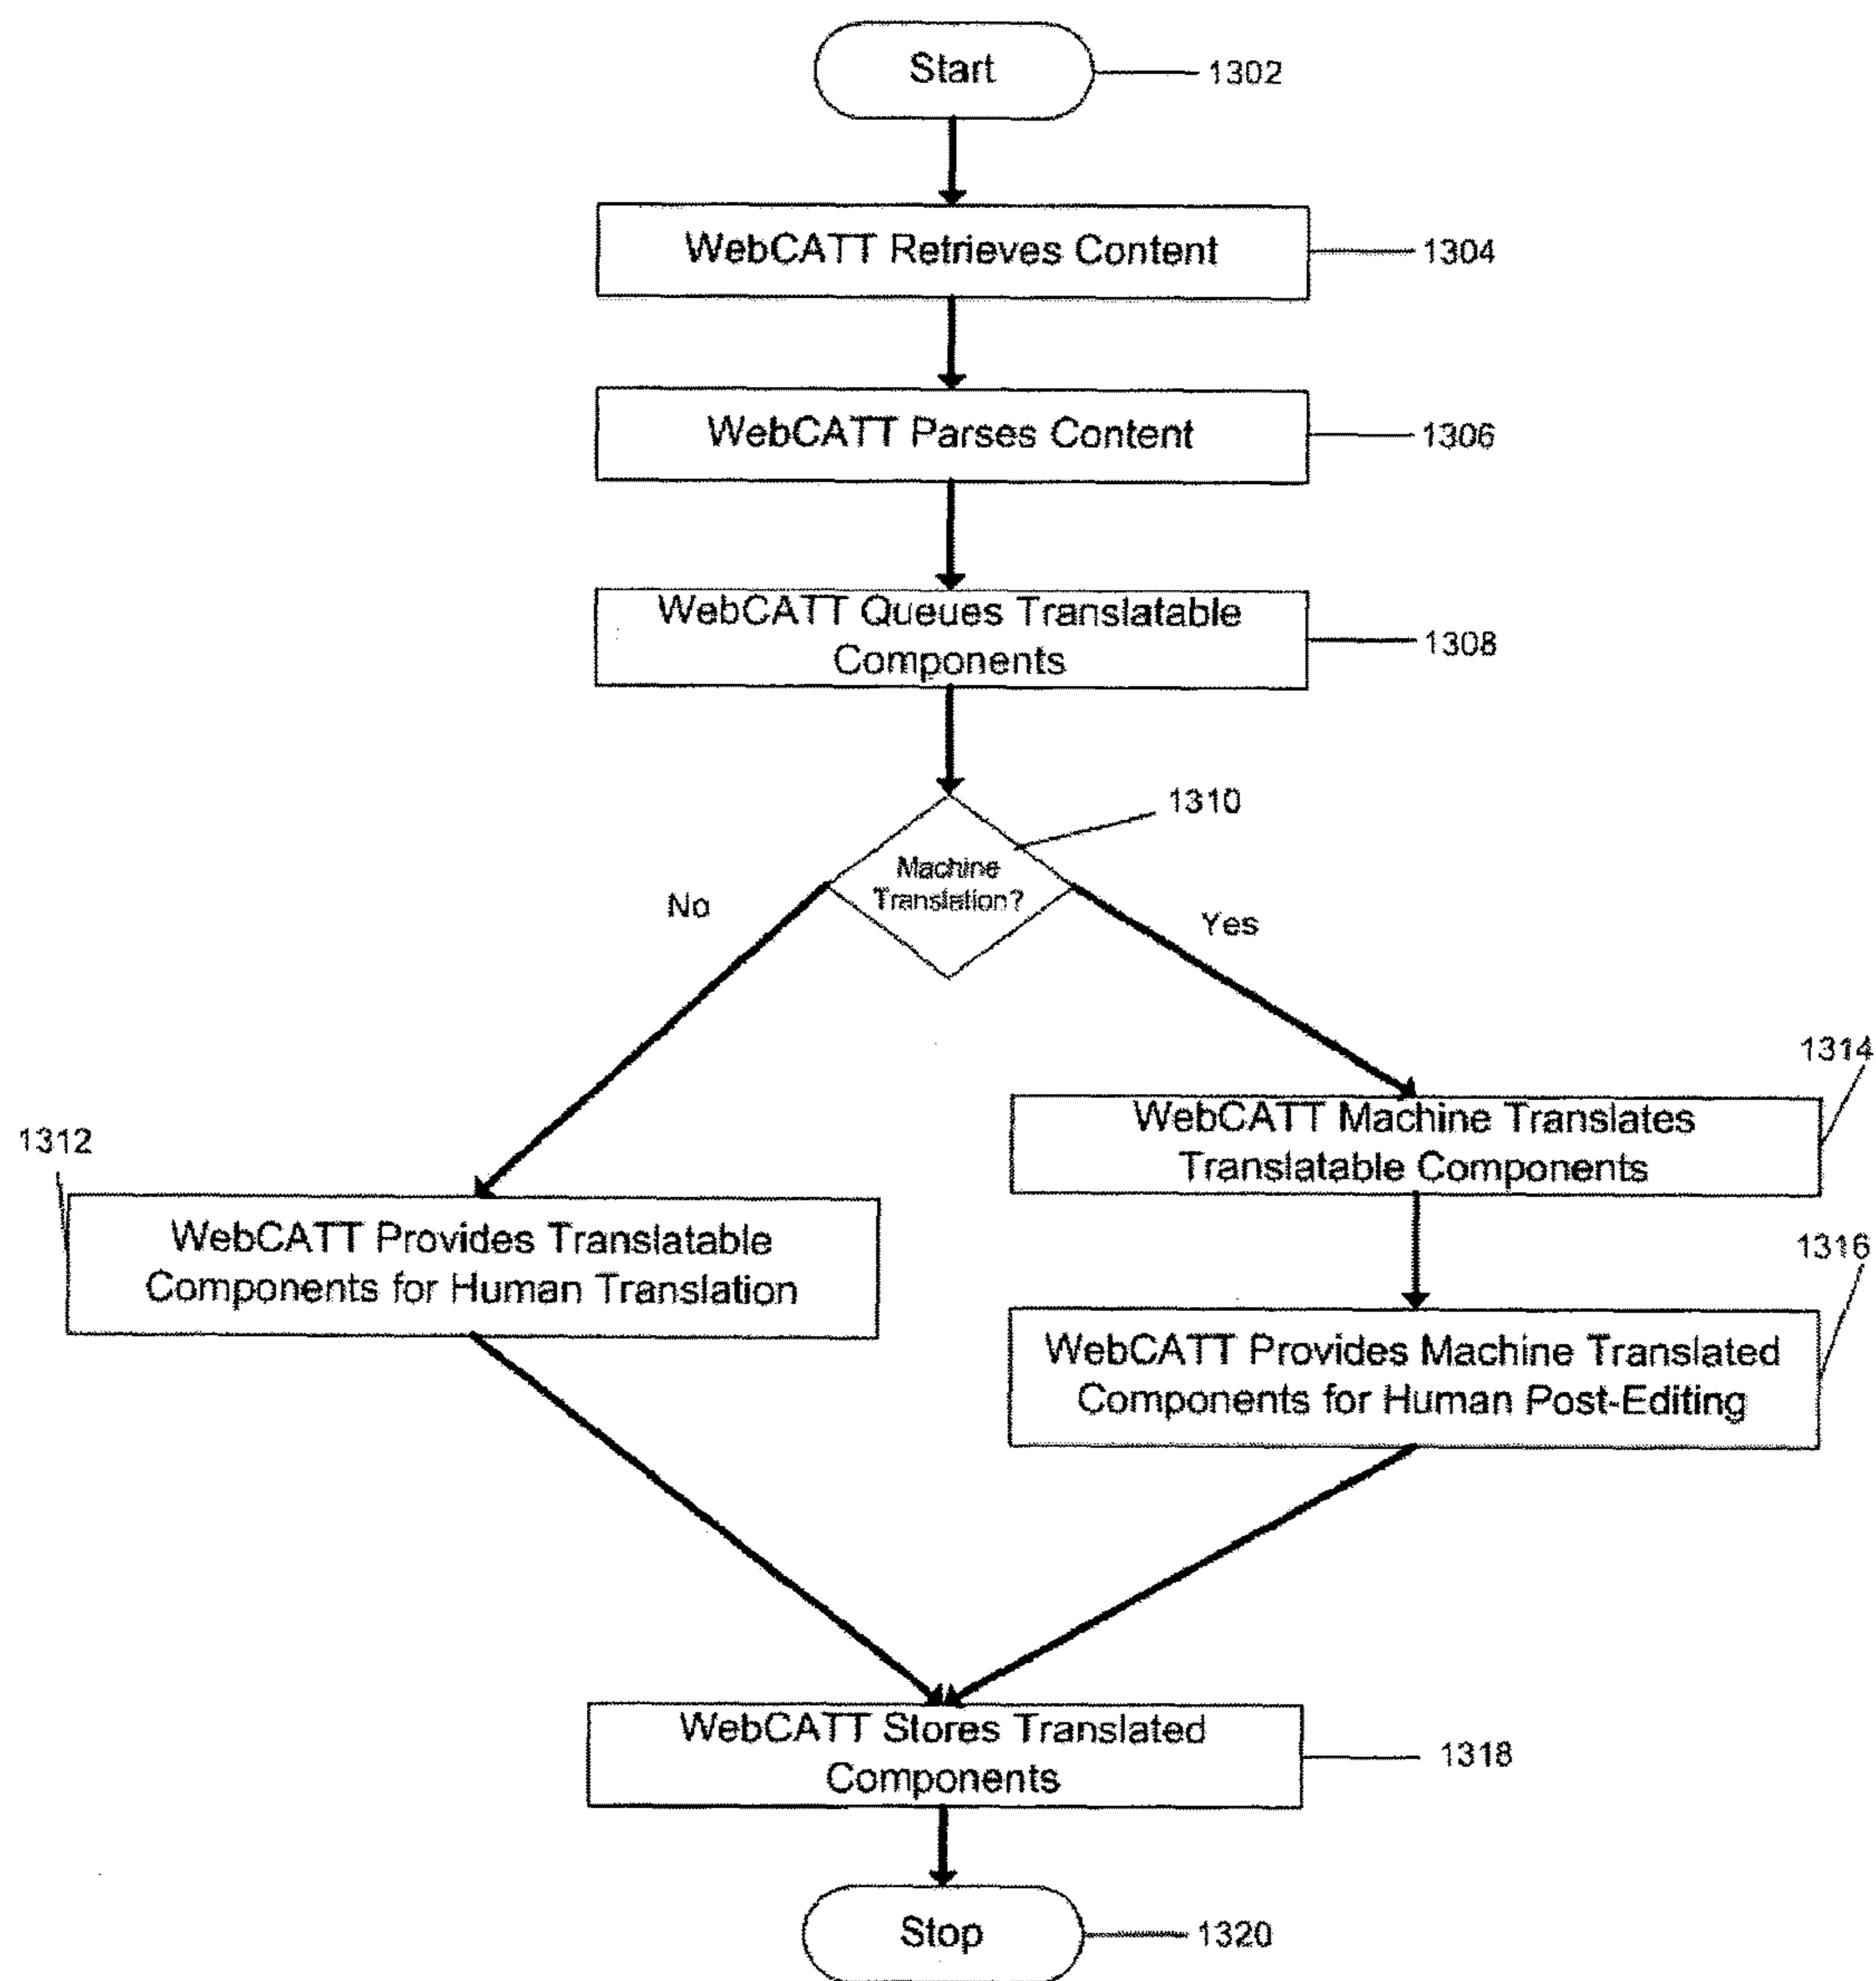 Start
1302
WebCATT Retrieves Content
1304
WebCATT Parses Content
1306
WebCATT Queues Translatable
Components
1308
1310
Machine
Translation?
No
Yes
1314
WebCATT Machine Translates
Translatable Components
1312
WebCATT Provides Translatable
Components for Human Translation
1316
WebCATT Provides Machine Translated
Components for Human Post-Editing
WebCATT Stores Translated
Components
1318
Stop
1320